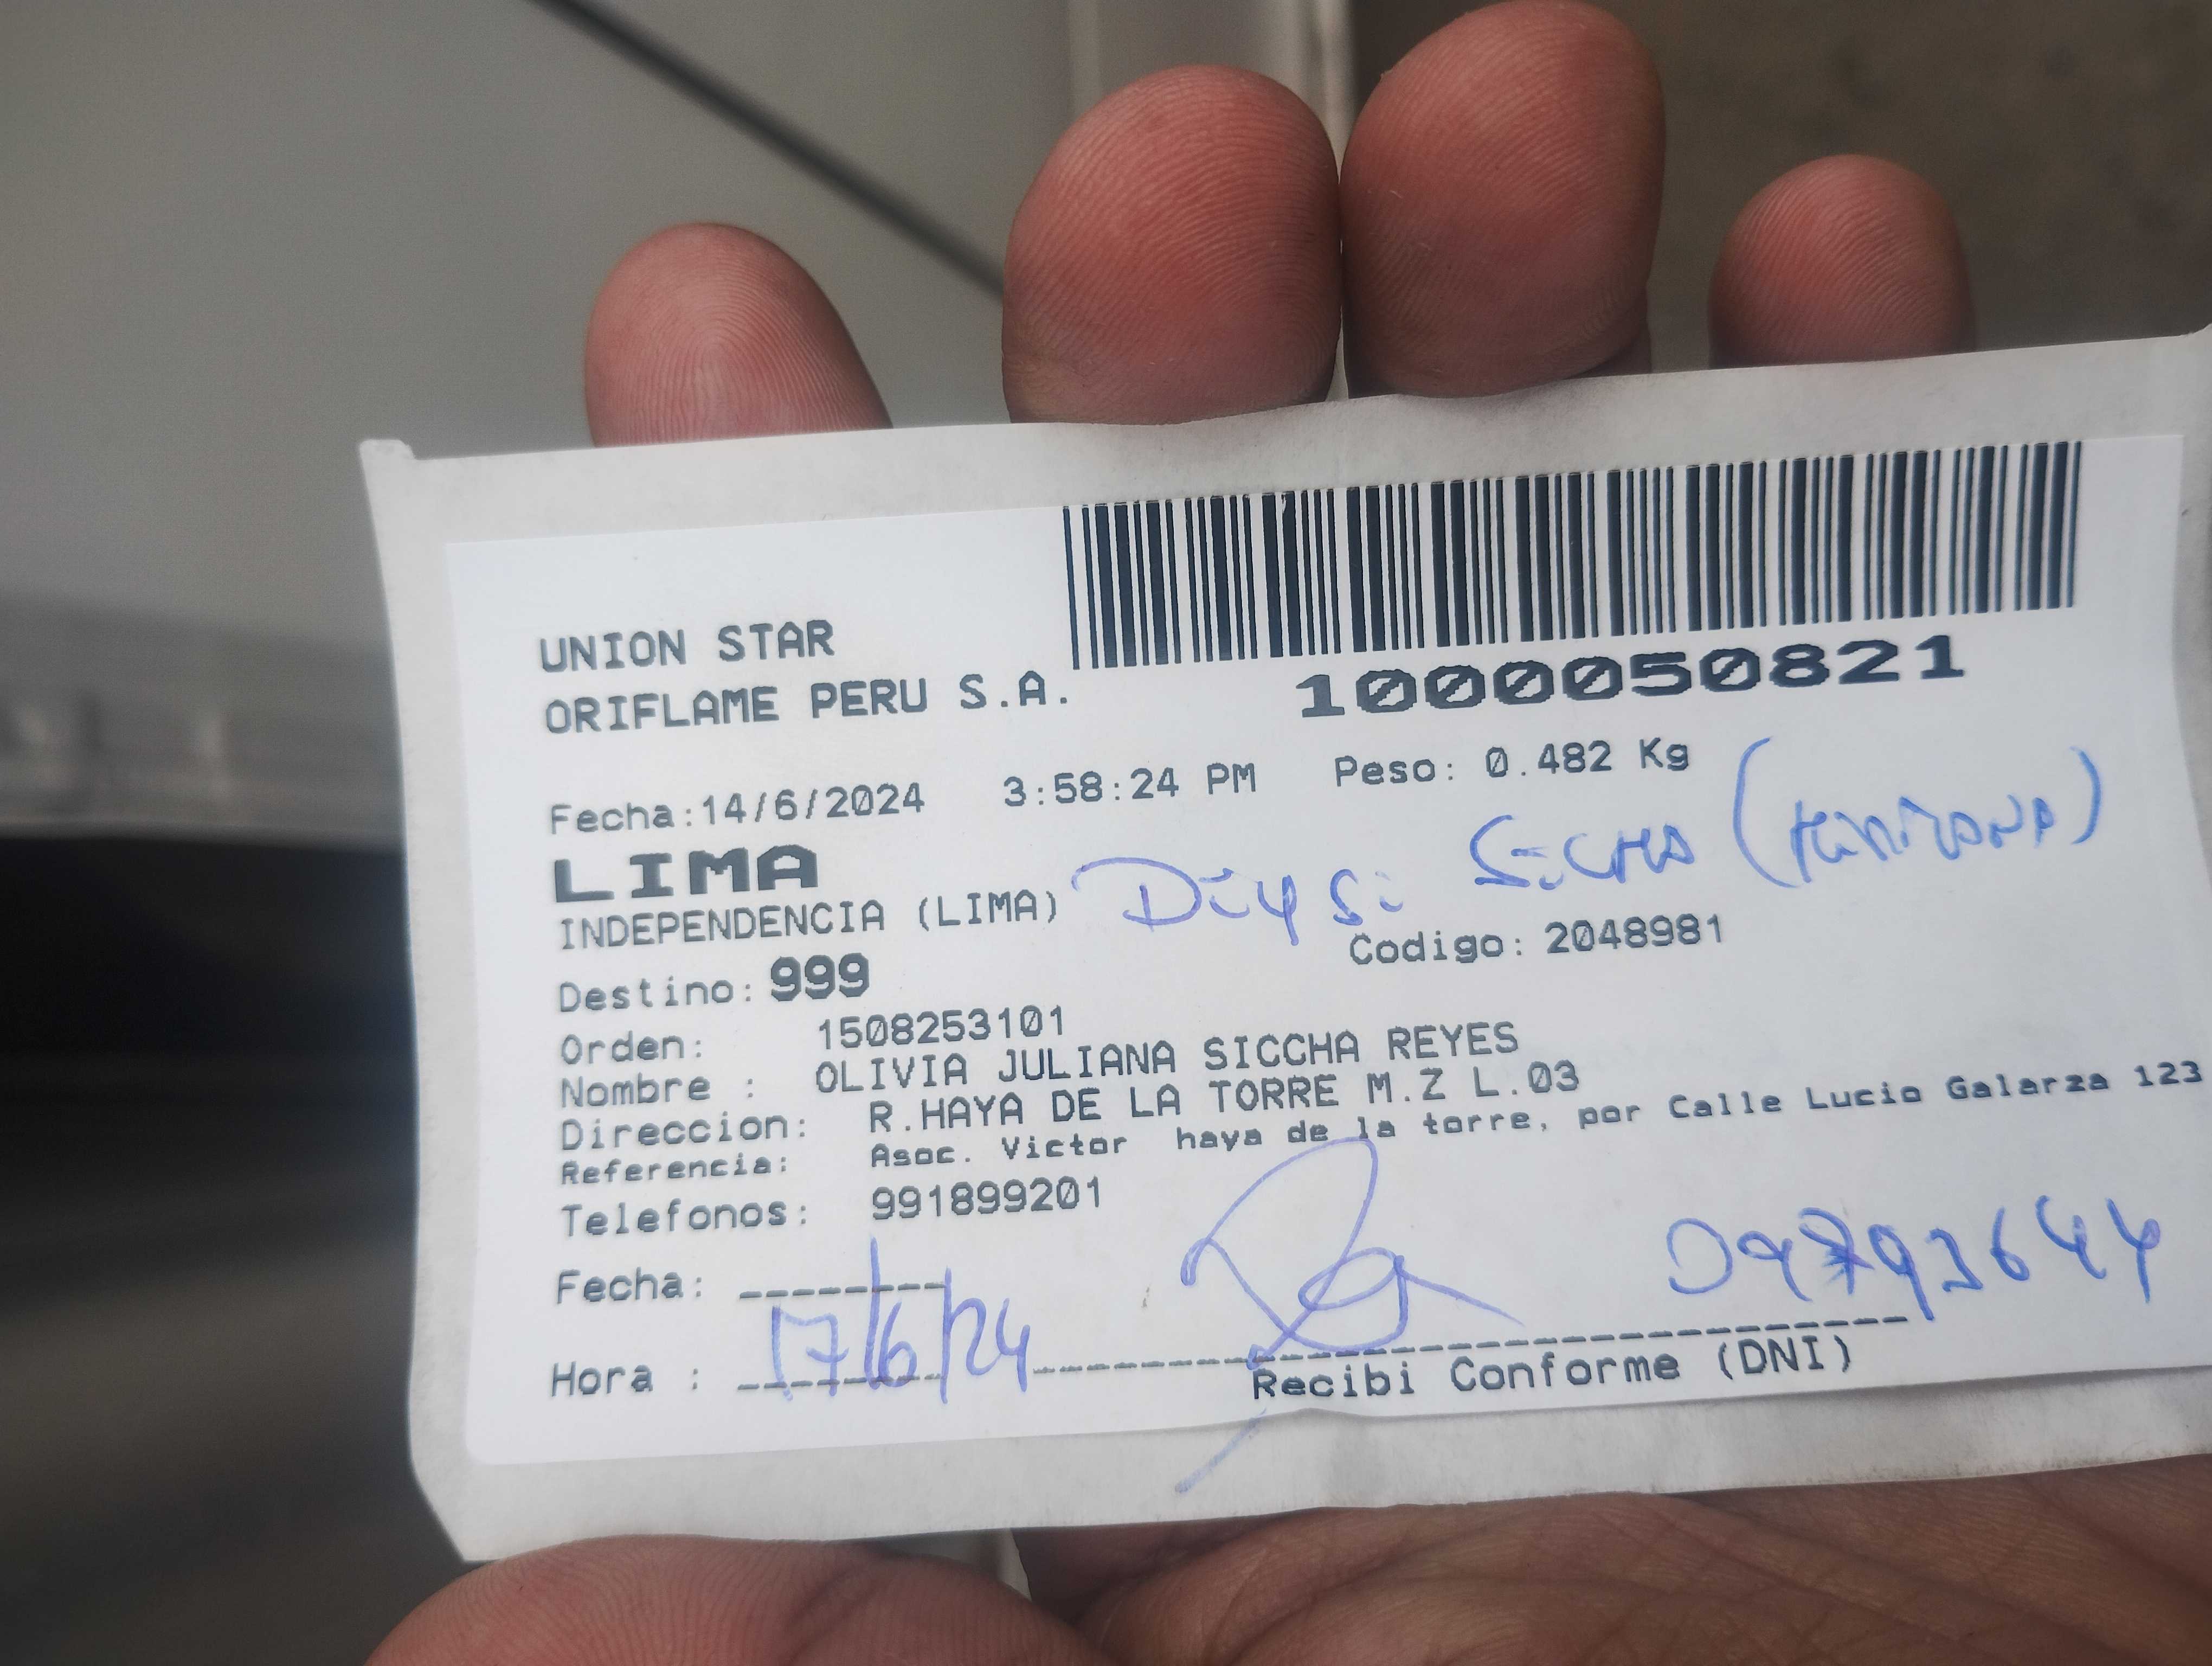 UNION STAR
ORIFLAME PERU S.A.
1000050821
Fecha:14/6/2024 3:58:24 PM Peso: 0.482 Kg
LIMA
INDEPENDENCIA (LIMA) Deysi Siccha (HERMANA)
Destino: 999 Codigo: 2048981
Orden: 1508253101
Nombre : OLIVIA JULIANA SICCHA REYES
Direccion: R.HAYA DE LA TORRE M.Z L.03
Referencia: Asoc. Victor haya de la torre, por Calle Lucio Galarza 123
Telefonos: 991899201
Fecha: 17/6/24
Hora :
Recibi Conforme (DNI)